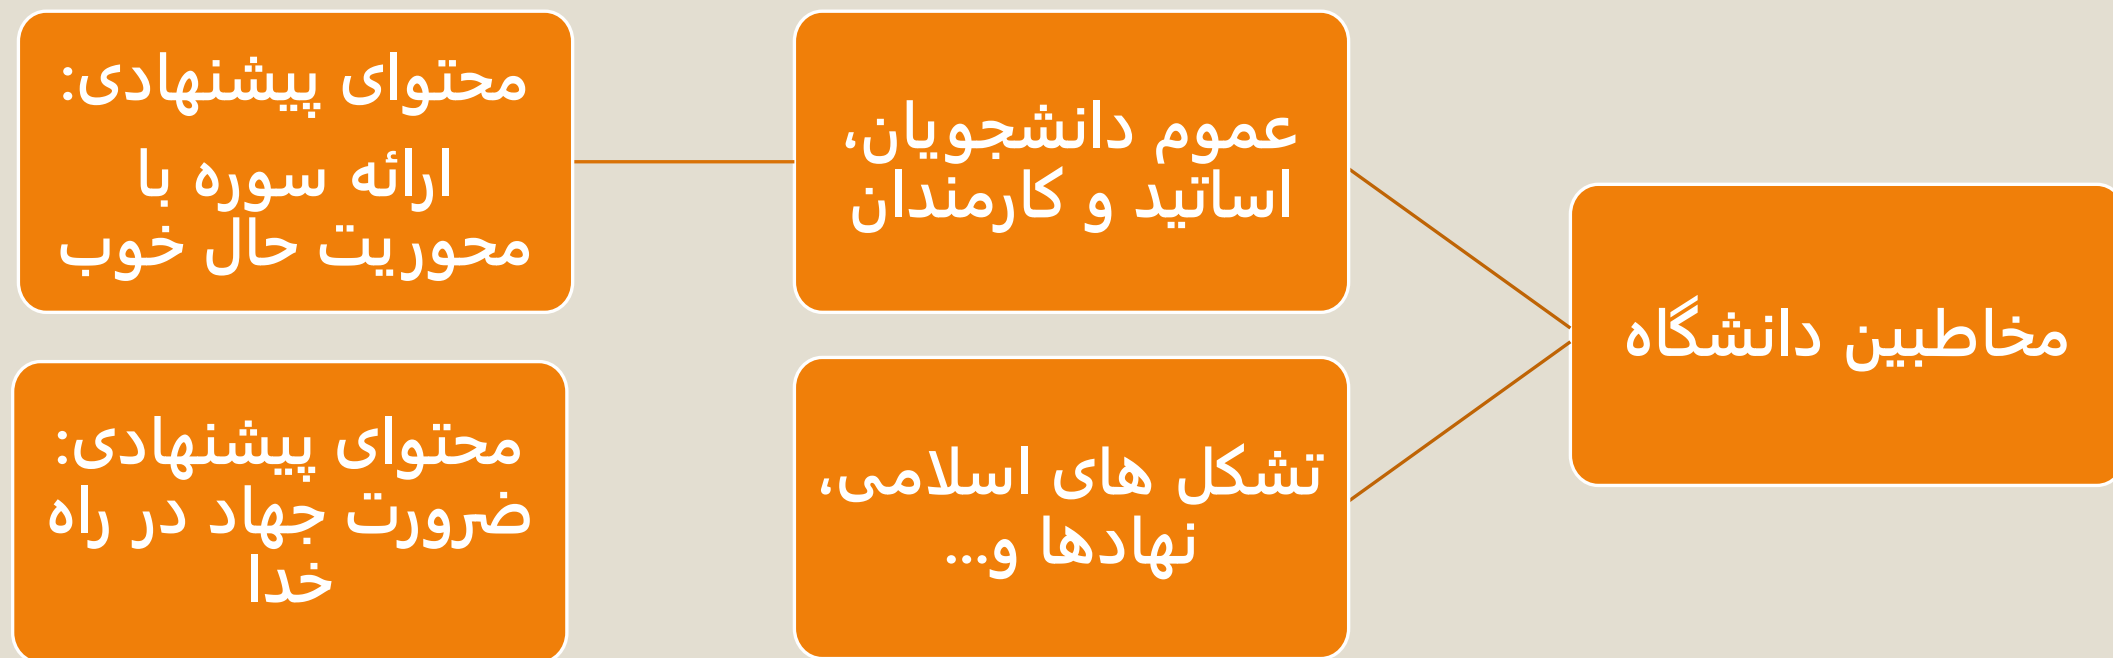 مخاطبین دانشگاه
عموم دانشجویان،
اساتید و کارمندان
محتوای پیشنهادی:
ارائه سوره با
محوریت حال خوب
تشکل های اسلامی،
نهادها و...
محتوای پیشنهادی:
ضرورت جهاد در راه
خدا